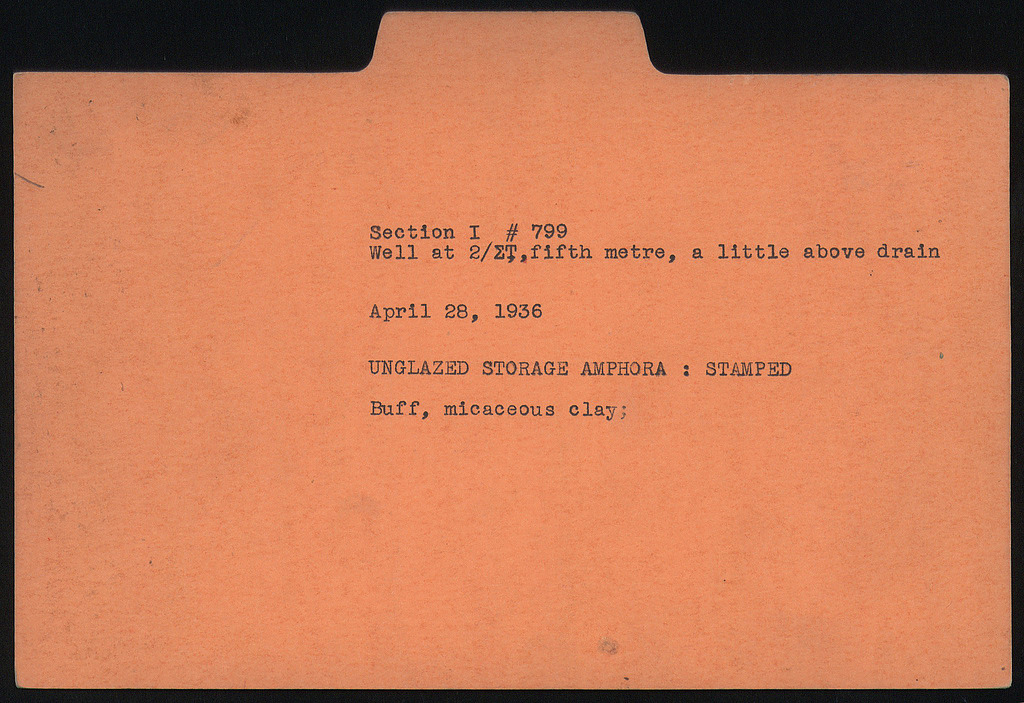 Section I # 799
Well at 2/ΣΤ,,fifth metre, a little above drain
April 28, 1936
UNGLAZED STORAGE AMPHORA : STAMPED
Buff, micaceous clay;